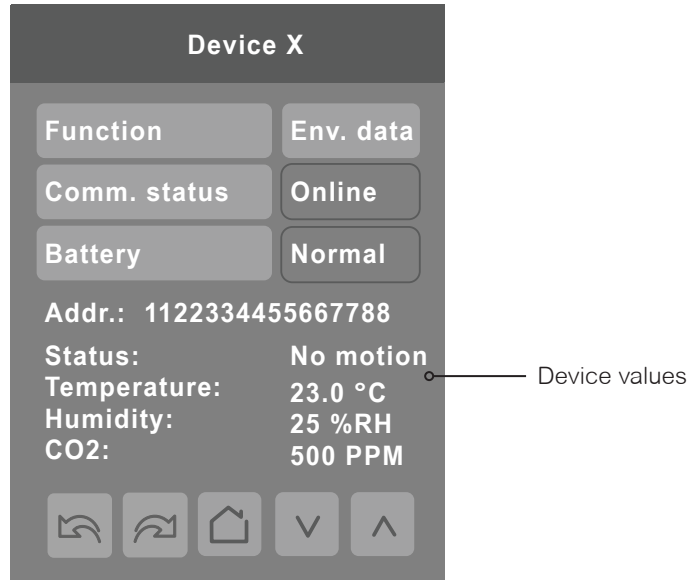 Device X
Function Env. data
Comm. status Online
Battery Normal
Addr.: 1122334455667788
Status: No motion
Temperature: 23.0 °C
Humidity: 25 %RH
CO2: 500 PPM
Device values